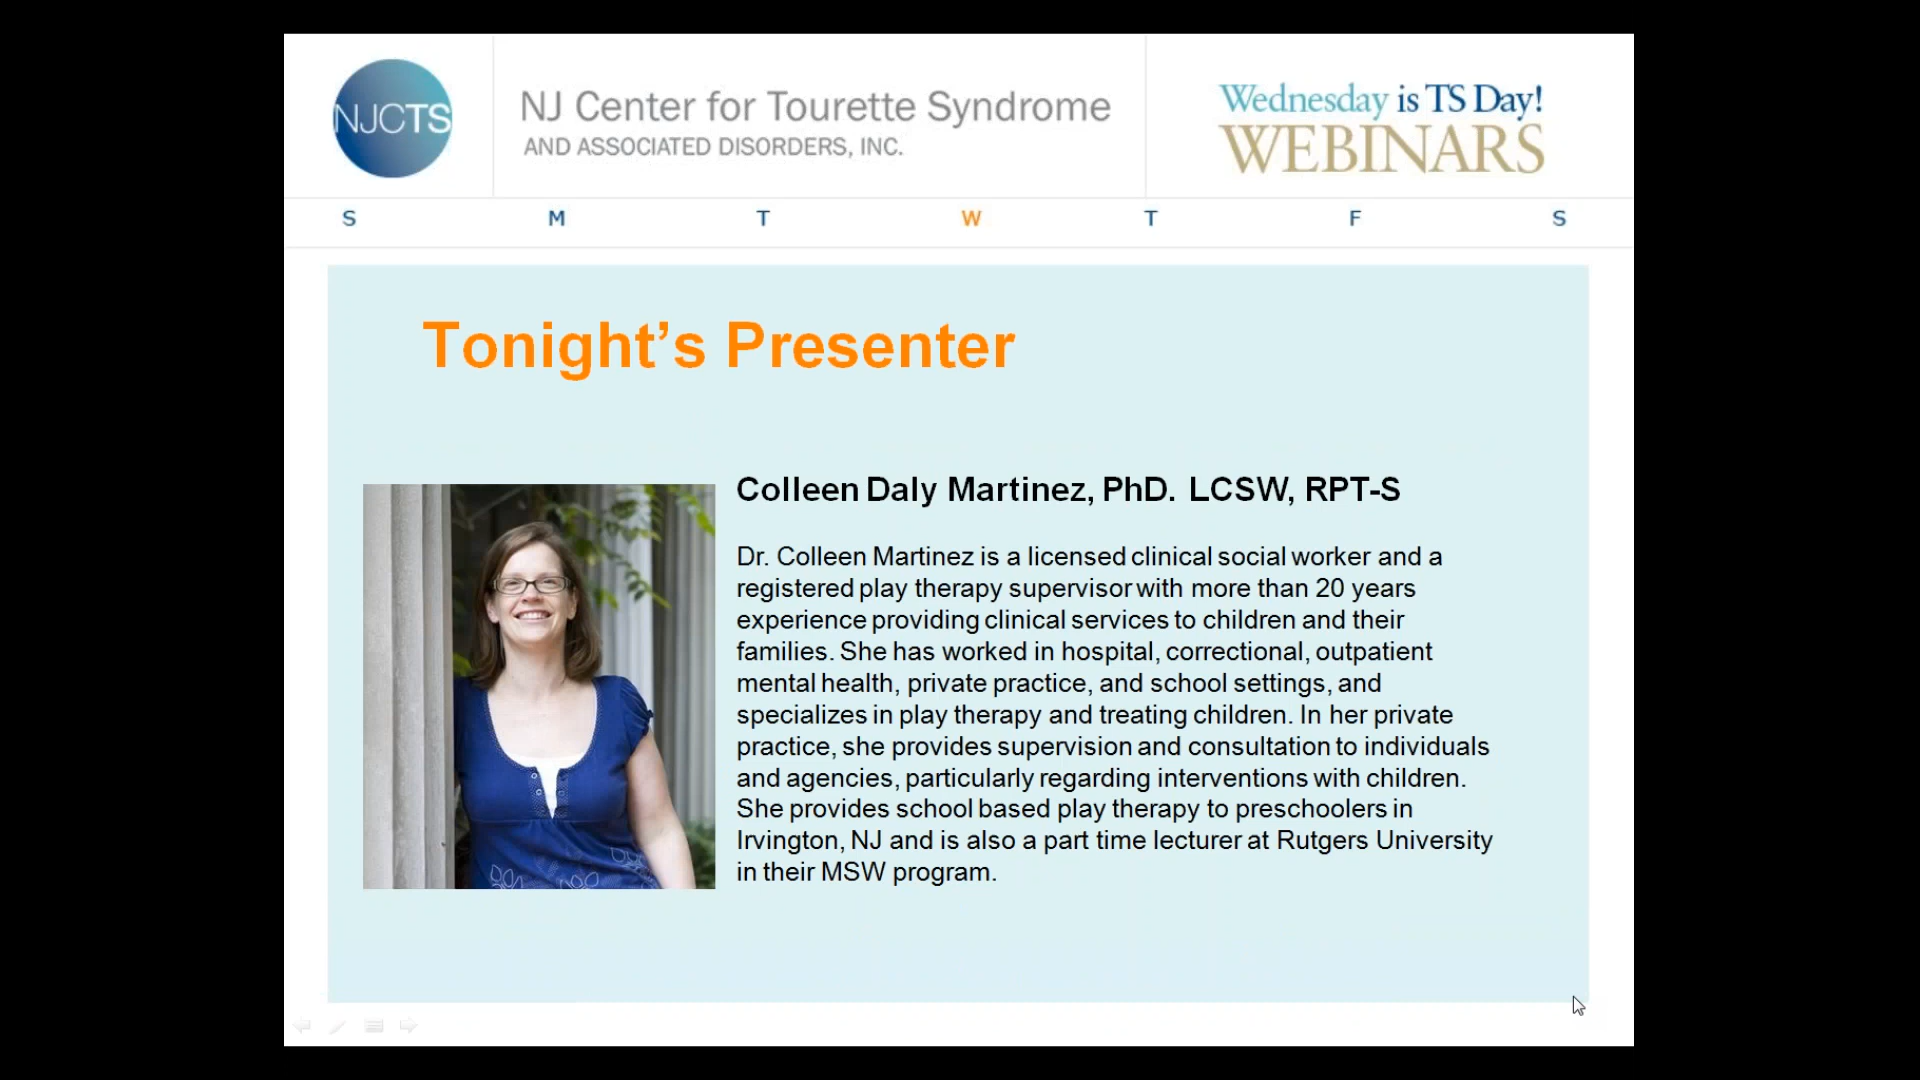 NJCTS
NJ Center for Tourette Syndrome
AND ASSOCIATED DISORDERS, INC.
Wednesday is TS Day!
WEBINARS
S M T W T F S
Tonight’s Presenter
Colleen Daly Martinez, PhD. LCSW, RPT-S
Dr. Colleen Martinez is a licensed clinical social worker and a
registered play therapy supervisor with more than 20 years
experience providing clinical services to children and their
families. She has worked in hospital, correctional, outpatient
mental health, private practice, and school settings, and
specializes in play therapy and treating children. In her private
practice, she provides supervision and consultation to individuals
and agencies, particularly regarding interventions with children.
She provides school based play therapy to preschoolers in
Irvington, NJ and is also a part time lecturer at Rutgers University
in their MSW program.